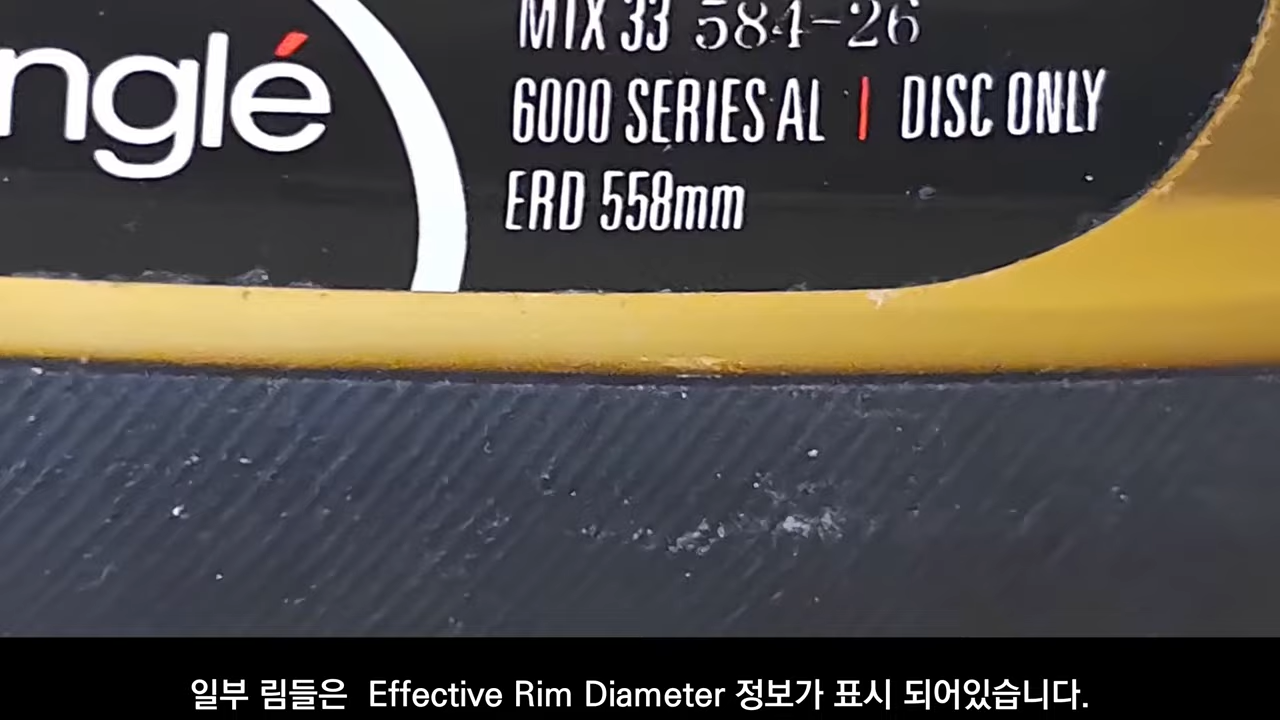 MTX 33 584-26
nglé
6000 SERIES AL | DISC ONLY
ERD 558mm
일부 림들은 Effective Rim Diameter 정보가 표시 되어있습니다.